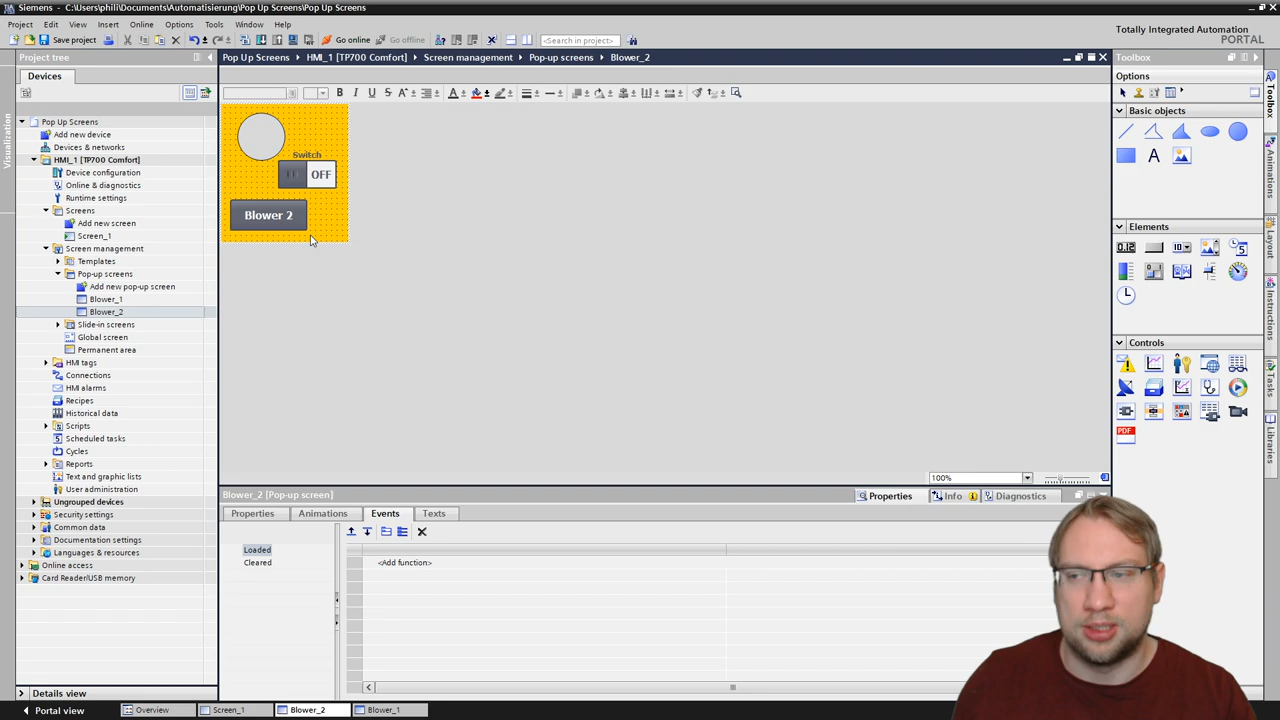 Siemens - C:\Users\phili\Documents\Automatisierung\Pop Up Screens\Pop Up Screens
Project Edit View Insert Online Options Tools Window Help
Totally Integrated Automation
PORTAL
Save project Go online Go offline <Search in project>
Project tree
Pop Up Screens HMI_1 [TP700 Comfort] Screen management Pop-up screens Blower_2
Toolbox
Devices
Options
Visualization
Pop Up Screens
Add new device
Devices & networks
HMI_1 [TP700 Comfort]
Device configuration
Online & diagnostics
Runtime settings
Screens
Add new screen
Screen_1
Screen management
Templates
Pop-up screens
Add new pop-up screen
Blower_1
Blower_2
Slide-in screens
Global screen
Permanent area
HMI tags
Connections
HMI alarms
Recipes
Historical data
Scripts
Scheduled tasks
Cycles
Reports
Text and graphic lists
User administration
Ungrouped devices
Security settings
Common data
Documentation settings
Languages & resources
Online access
Card Reader/USB memory
Details view
Switch
OFF
Blower 2
100%
Blower_2 [Pop-up screen]
Properties Info Diagnostics
Properties Animations Events Texts
Loaded
Cleared
<Add function>
Basic objects
Elements
Controls
PDF
Toolbox
Animations
Layout
Instructions
Tasks
Libraries
Portal view Overview Screen_1 Blower_2 Blower_1